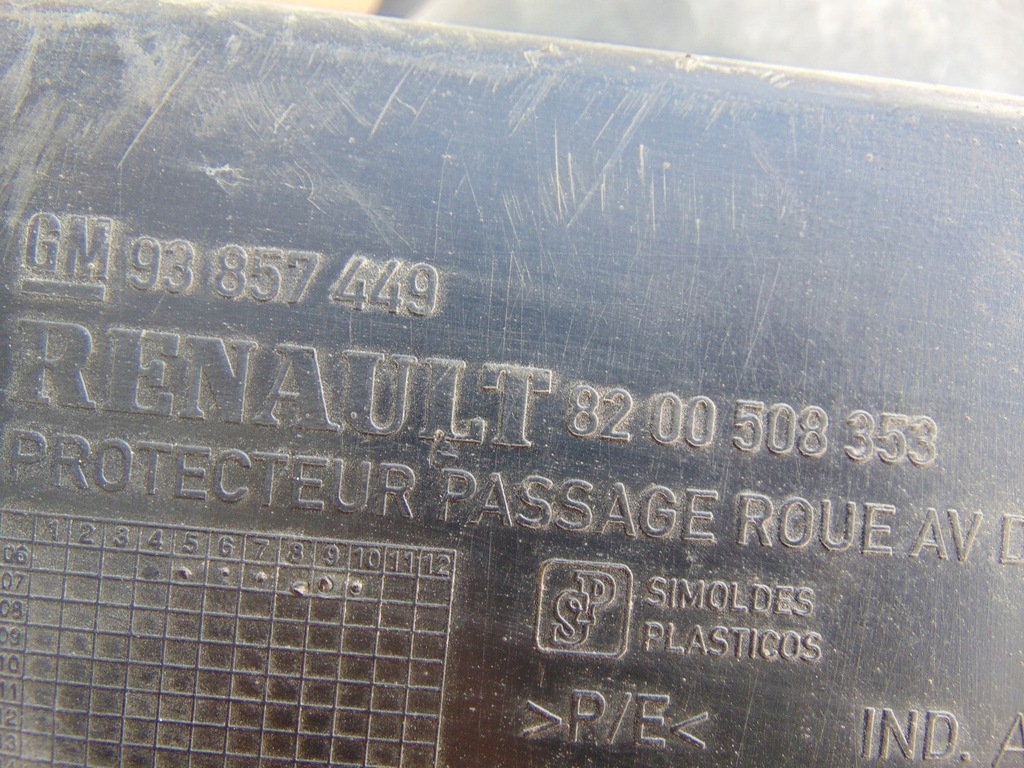 GM 93 857 449
RENAULT 82 00 508 353
PROTECTEUR PASSAGE ROUE AV D
1 2 3 4 5 6 7 8 9 10 11 12
06
07
08
09
10
11
12
13
SP SIMOLDES
PLASTICOS
>P/E<
IND. A